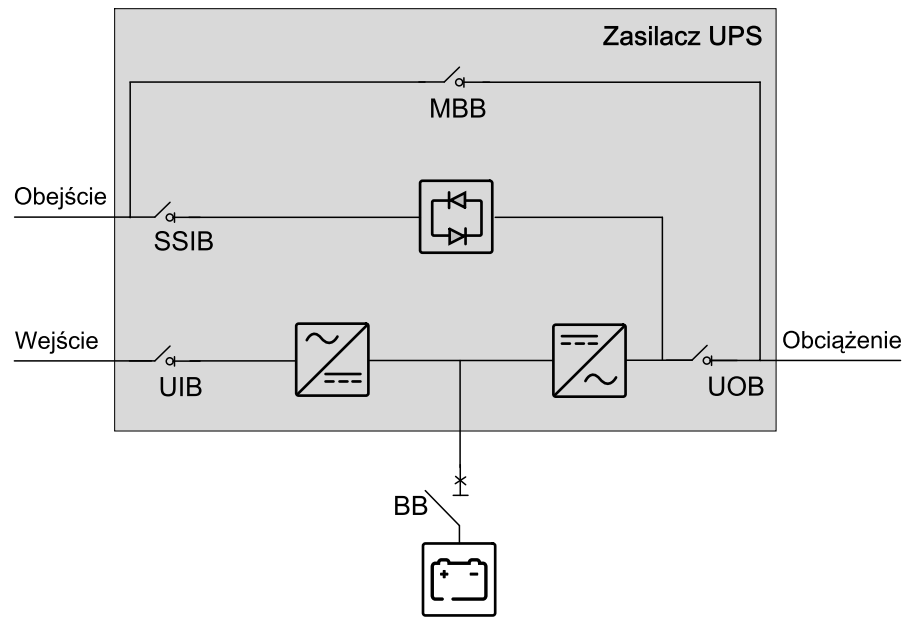 Zasilacz UPS
MBB
Obejście
SSIB
Wejście
Obciążenie
UIB
UOB
BB